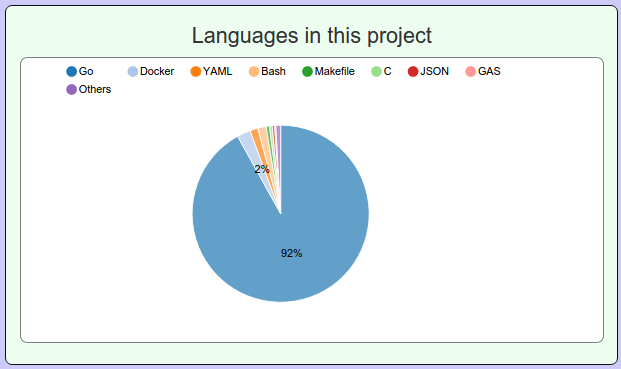 Languages in this project
Go Docker YAML Bash Makefile C JSON GAS
Others
2%
92%